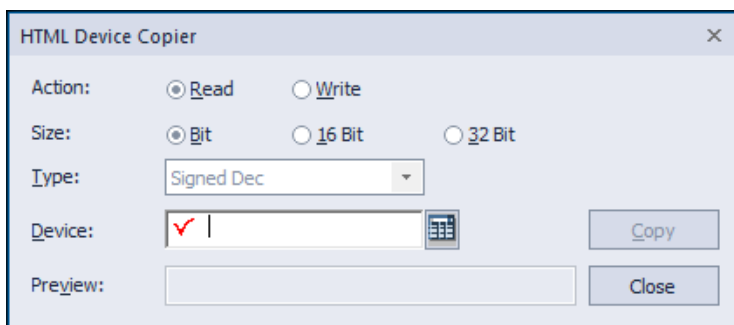 HTML Device Copier
Action: Read Write
Size: Bit 16 Bit 32 Bit
Type: Signed Dec
Device: Copy
Preview: Close